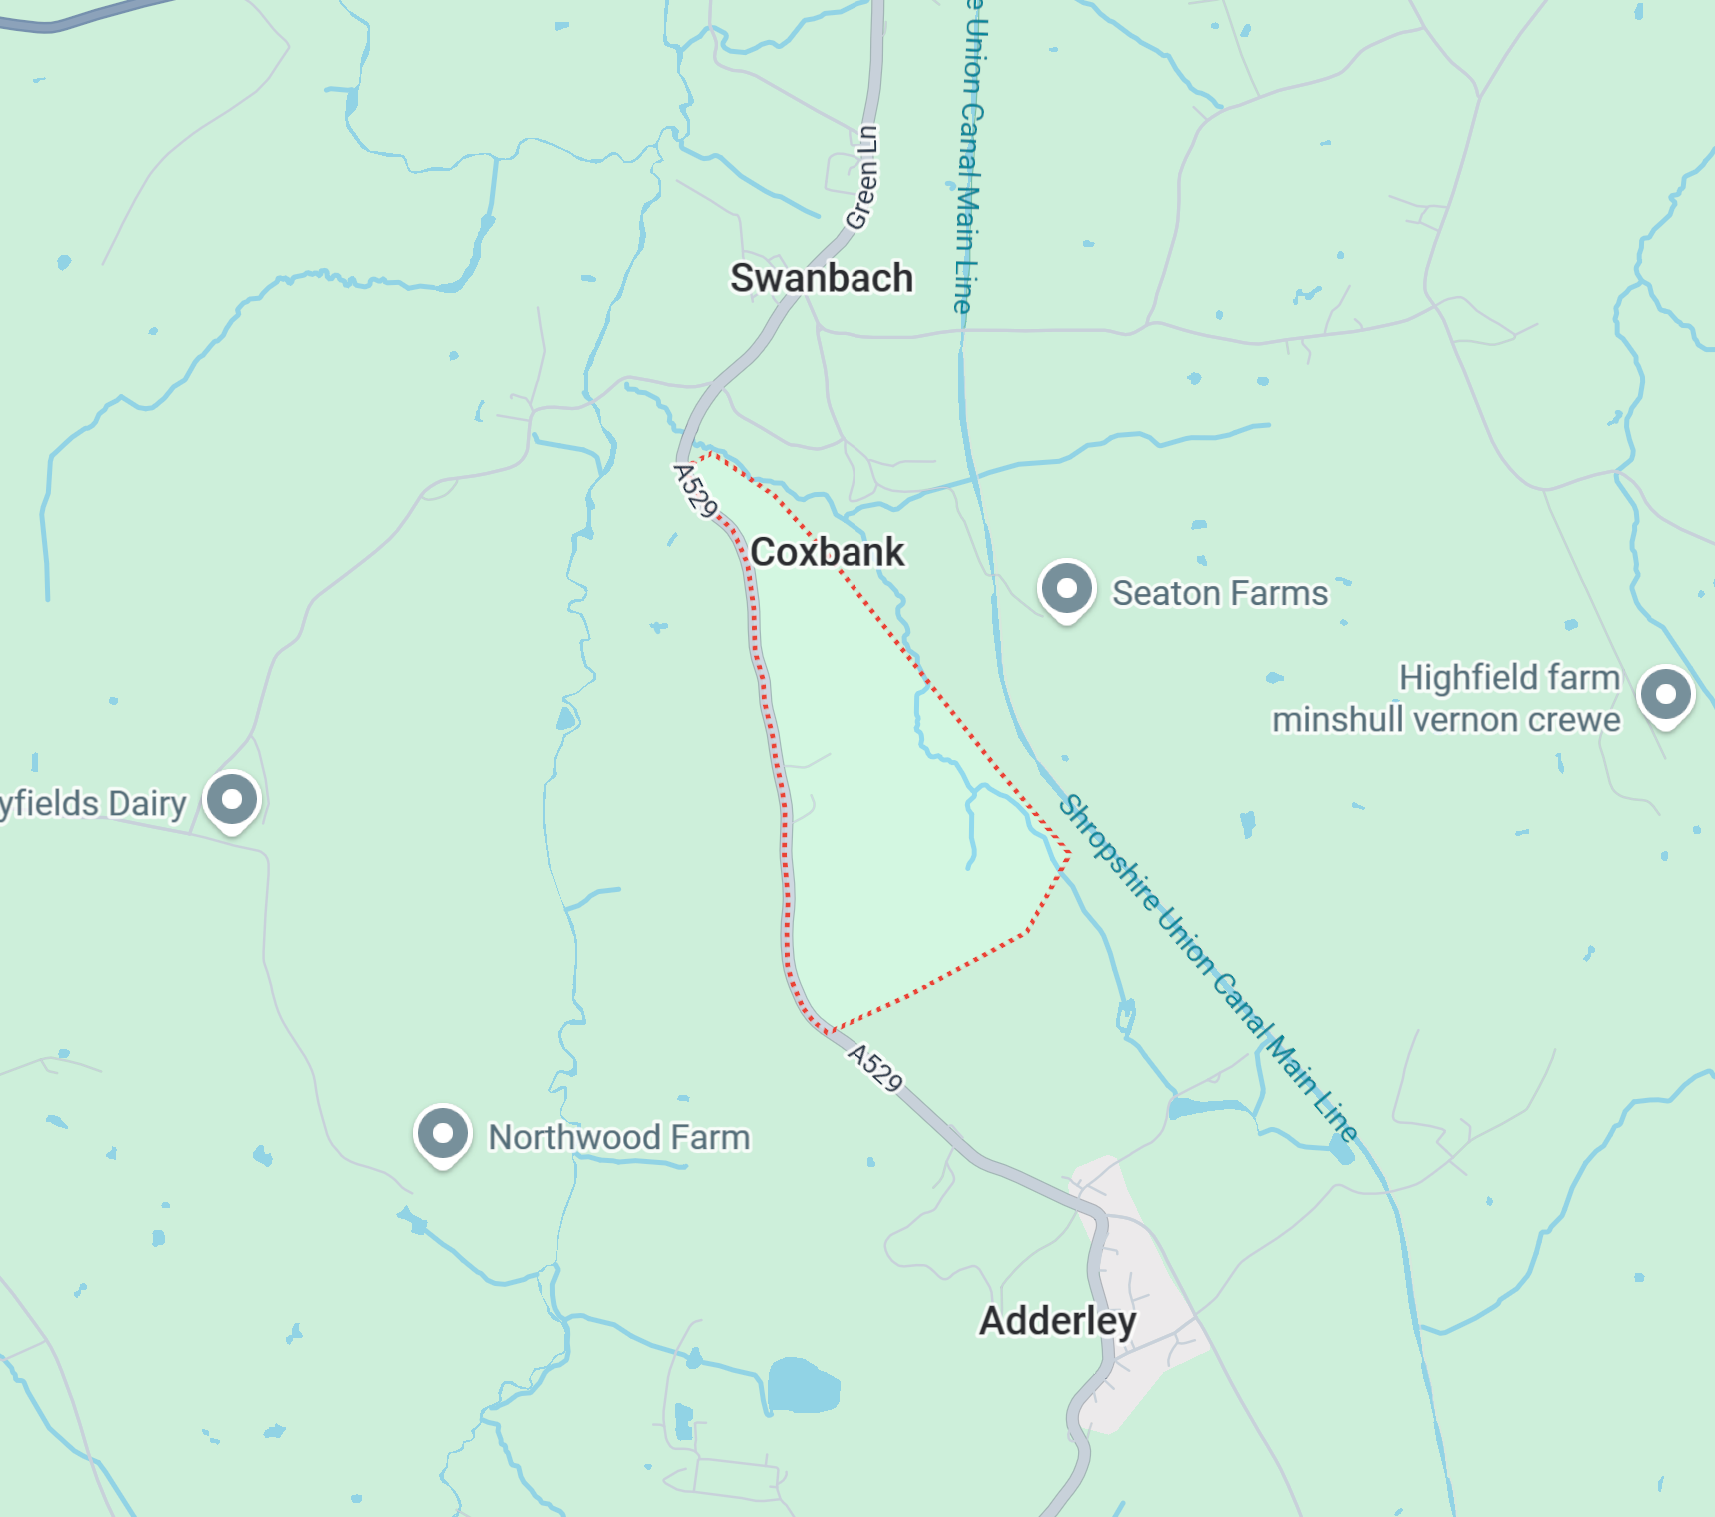 e Union Canal Main Line
Green Ln
Swanbach
A529
Coxbank
Seaton Farms
Highfield farm
minshull vernon crewe
yfields Dairy
Shropshire Union Canal Main Line
A529
Northwood Farm
Adderley